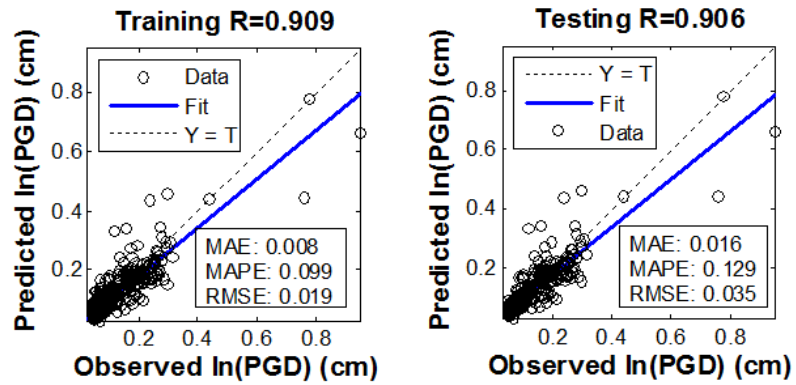 Training R=0.909
Predicted ln(PGD) (cm)
0.8
0.6
0.4
0.2
Data
Fit
Y = T
MAE: 0.008
MAPE: 0.099
RMSE: 0.019
0.2 0.4 0.6 0.8
Observed ln(PGD) (cm)
Testing R=0.906
Predicted ln(PGD) (cm)
0.8
0.6
0.4
0.2
Y = T
Fit
Data
MAE: 0.016
MAPE: 0.129
RMSE: 0.035
0.2 0.4 0.6 0.8
Observed ln(PGD) (cm)